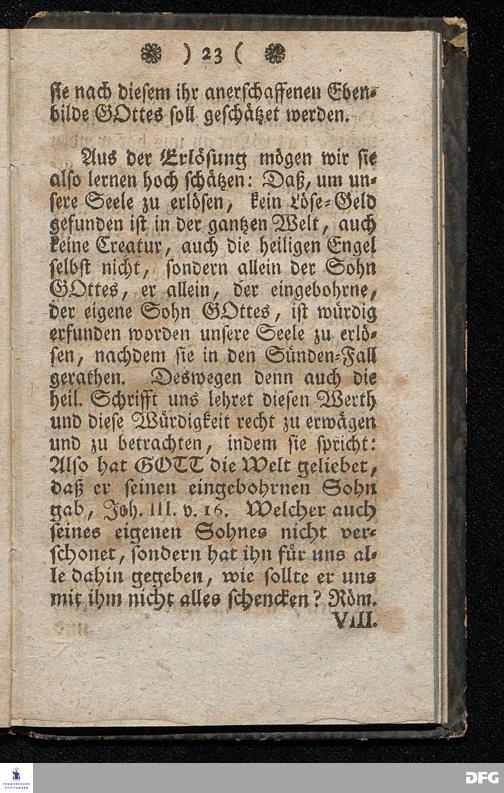 ) 23 (
sie nach diesem ihr anerschaffenen Eben-
bilde GOttes soll geschätzet werden.
Aus der Erlösung mögen wir sie
also lernen hoch schätzen: Daß, um un-
sere Seele zu erlösen, kein Löse-Geld
gefunden ist in der gantzen Welt, auch
keine Creatur, auch die heiligen Engel
selbst nicht, sondern allein der Sohn
GOttes, er allein, der eingebohrne,
der eigene Sohn GOttes, ist würdig
erfunden worden unsere Seele zu erlö-
sen, nachdem sie in den Sünden-Fall
gerathen. Deswegen denn auch die
heil. Schrifft uns lehret diesen Werth
und diese Würdigkeit recht zu erwägen
und zu betrachten, indem sie spricht:
Also hat GOTT die Welt geliebet,
daß er seinen eingebohrnen Sohn
gab, Joh. III. v. 16. Welcher auch
seines eigenen Sohnes nicht ver-
schonet, sondern hat ihn für uns al-
le dahin gegeben, wie sollte er uns
mit ihm nicht alles schencken? Röm.
VIII.
FRANCKESCHE
STIFTUNGEN
DFG